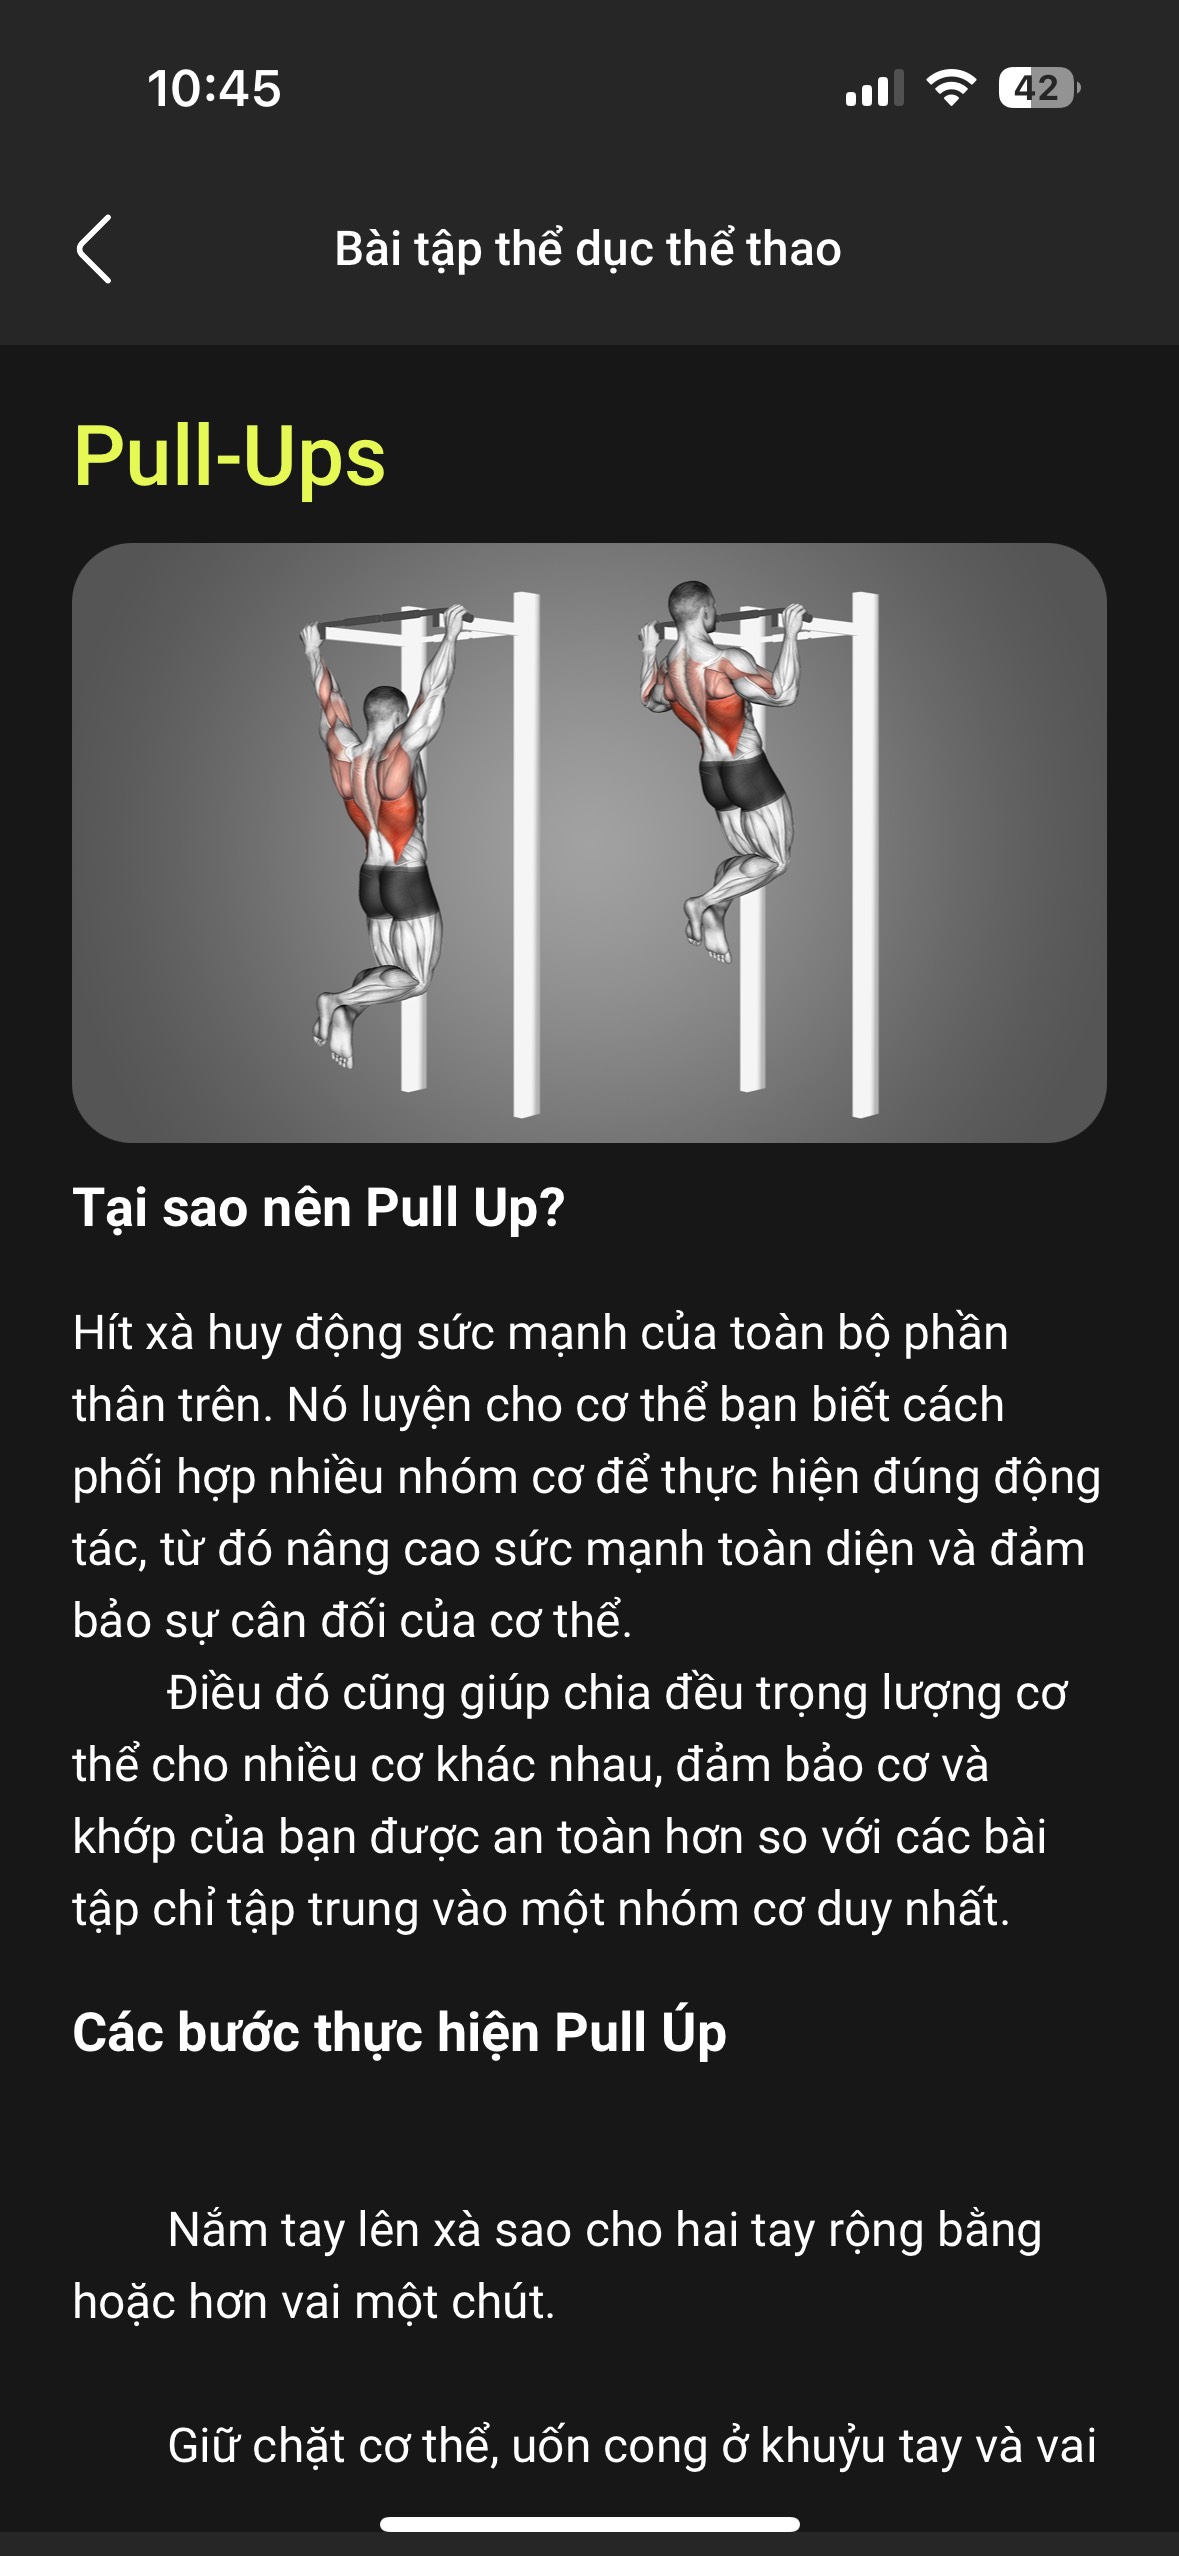 10:45
42
Bài tập thể dục thể thao
Pull-Ups
Tại sao nên Pull Up?
Hít xà huy động sức mạnh của toàn bộ phần
thân trên. Nó luyện cho cơ thể bạn biết cách
phối hợp nhiều nhóm cơ để thực hiện đúng động
tác, từ đó nâng cao sức mạnh toàn diện và đảm
bảo sự cân đối của cơ thể.
Điều đó cũng giúp chia đều trọng lượng cơ
thể cho nhiều cơ khác nhau, đảm bảo cơ và
khớp của bạn được an toàn hơn so với các bài
tập chỉ tập trung vào một nhóm cơ duy nhất.
Các bước thực hiện Pull Úp
Nắm tay lên xà sao cho hai tay rộng bằng
hoặc hơn vai một chút.
Giữ chặt cơ thể, uốn cong ở khuỷu tay và vai